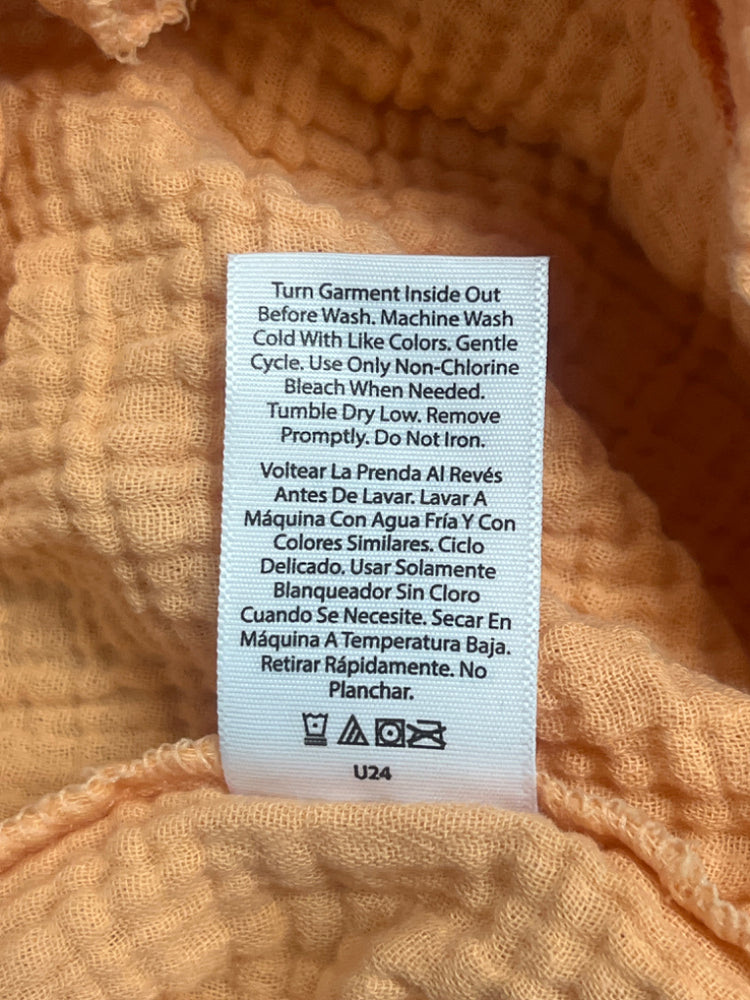 Turn Garment Inside Out
Before Wash. Machine Wash
Cold With Like Colors. Gentle
Cycle. Use Only Non-Chlorine
Bleach When Needed.
Tumble Dry Low. Remove
Promptly. Do Not Iron.
Voltear La Prenda Al Revés
Antes De Lavar. Lavar A
Máquina Con Agua Fría Y Con
Colores Similares. Ciclo
Delicado. Usar Solamente
Blanqueador Sin Cloro
Cuando Se Necesite. Secar En
Máquina A Temperatura Baja.
Retirar Rápidamente. No
Planchar.
U24